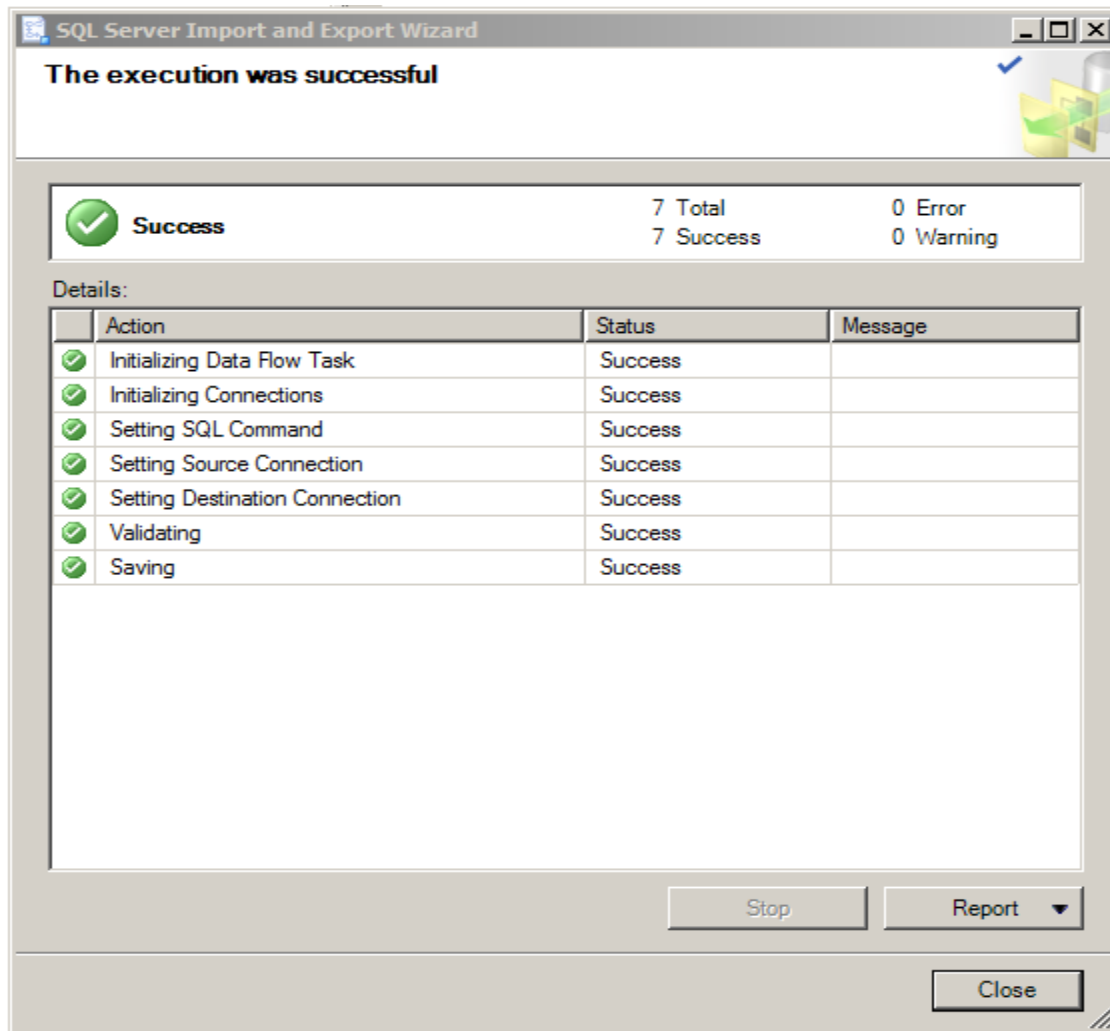 SQL Server Import and Export Wizard
The execution was successful
Success
7 Total 0 Error
7 Success 0 Warning
Details:
Action Status Message
Initializing Data Flow Task Success
Initializing Connections Success
Setting SQL Command Success
Setting Source Connection Success
Setting Destination Connection Success
Validating Success
Saving Success
Stop Report
Close